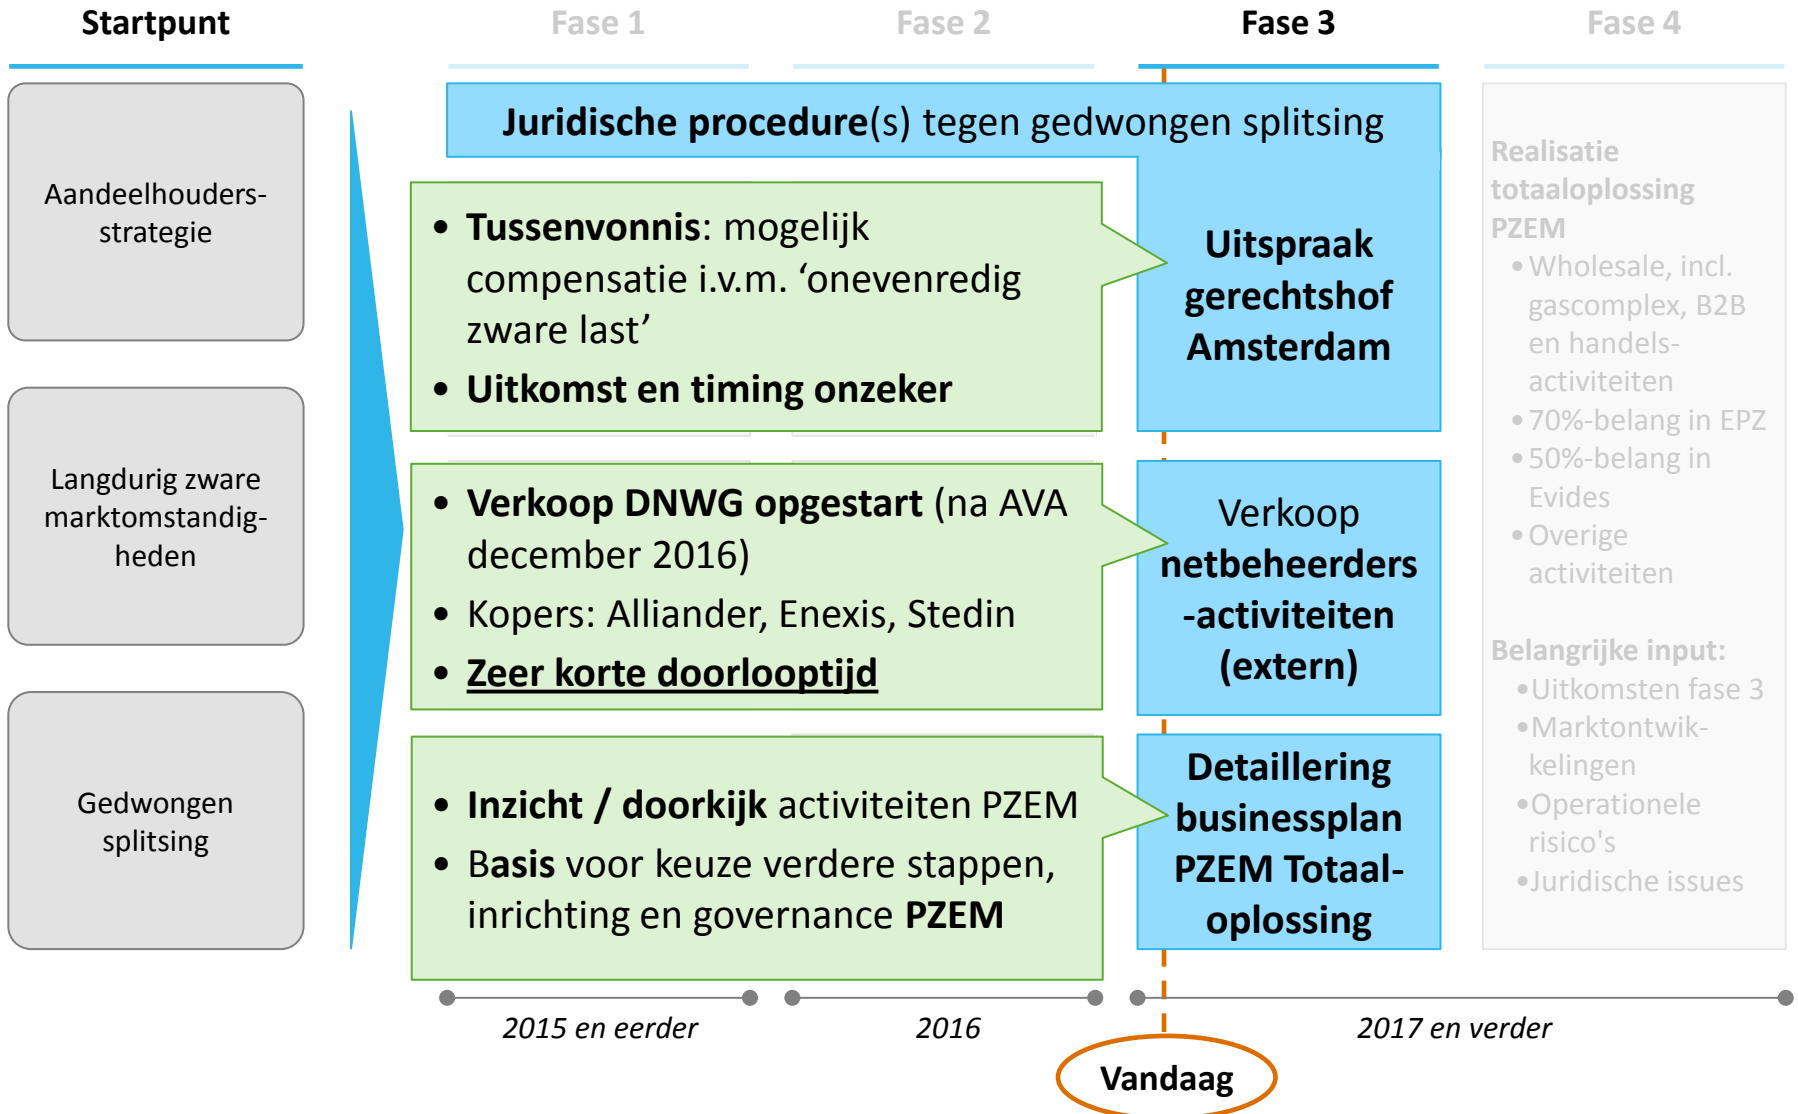 Startpunt
Fase 1
Fase 2
Fase 3
Fase 4
Aandeelhouders-
strategie
Langdurig zware
marktomstandig-
heden
Gedwongen
splitsing
Juridische procedure(s) tegen gedwongen splitsing
• Tussenvonnis: mogelijk
compensatie i.v.m. ‘onevenredig
zware last’
• Uitkomst en timing onzeker
Uitspraak
gerechtshof
Amsterdam
• Verkoop DNWG opgestart (na AVA
december 2016)
• Kopers: Alliander, Enexis, Stedin
• Zeer korte doorlooptijd
Verkoop
netbeheerders
-activiteiten
(extern)
• Inzicht / doorkijk activiteiten PZEM
• Basis voor keuze verdere stappen,
inrichting en governance PZEM
Detaillering
businessplan
PZEM Totaal-
oplossing
Realisatie
totaaloplossing
PZEM
• Wholesale, incl.
gascomplex, B2B
en handels-
activiteiten
• 70%-belang in EPZ
• 50%-belang in
Evides
• Overige
activiteiten
Belangrijke input:
• Uitkomsten fase 3
• Marktontwik-
kelingen
• Operationele
risico's
• Juridische issues
2015 en eerder
2016
2017 en verder
Vandaag